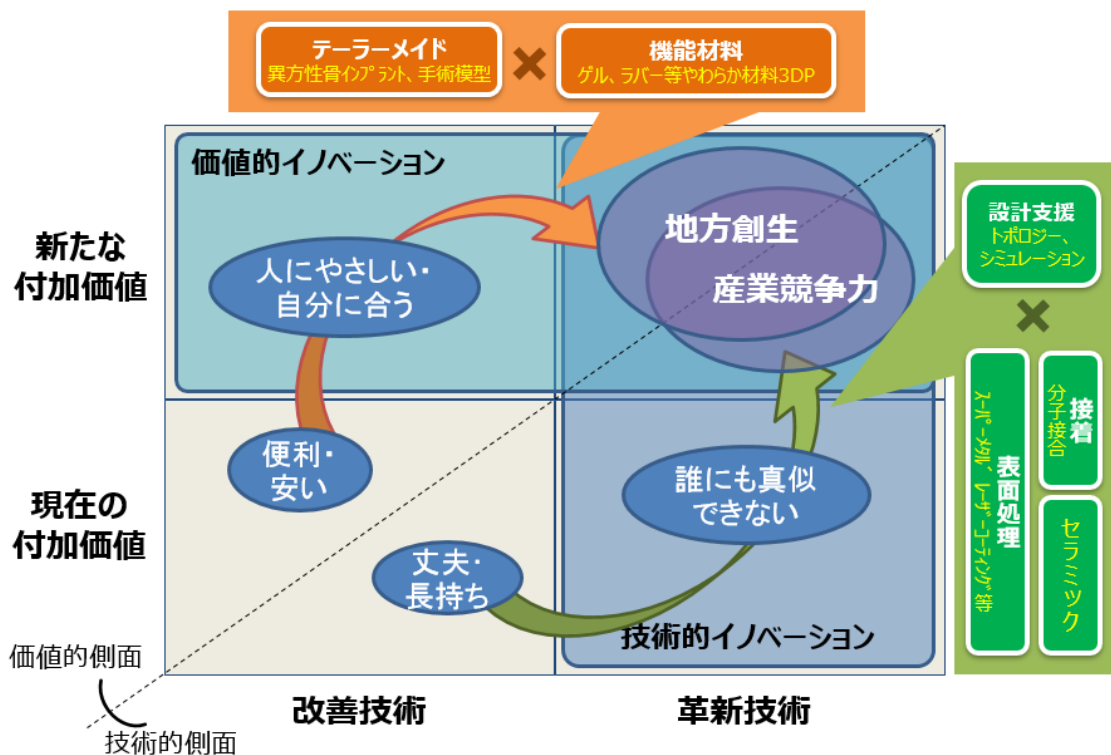 テーラーメイド
異方性骨インプラント、手術模型
×
機能材料
ゲル、ラバー等やわらか材料3DP
価値的イノベーション
地方創生
産業競争力
設計支援
トポロジー、
シミュレーション
×
新たな
付加価値
人にやさしい・
自分に合う
便利・
安い
誰にも真似
できない
接着
分子接合
表面処理
スーパーメタル、レーザーコーティング等
セラミック
現在の
付加価値
丈夫・
長持ち
技術的イノベーション
価値的側面
技術的側面
改善技術
革新技術